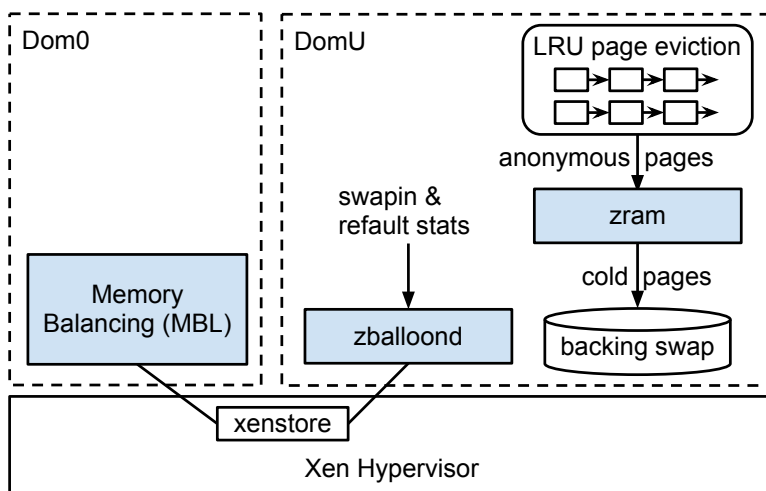 Dom0
DomU
LRU page eviction
anonymous pages
swapin &
refault stats
zram
cold pages
Memory
Balancing (MBL)
zballoond
backing swap
xenstore
Xen Hypervisor